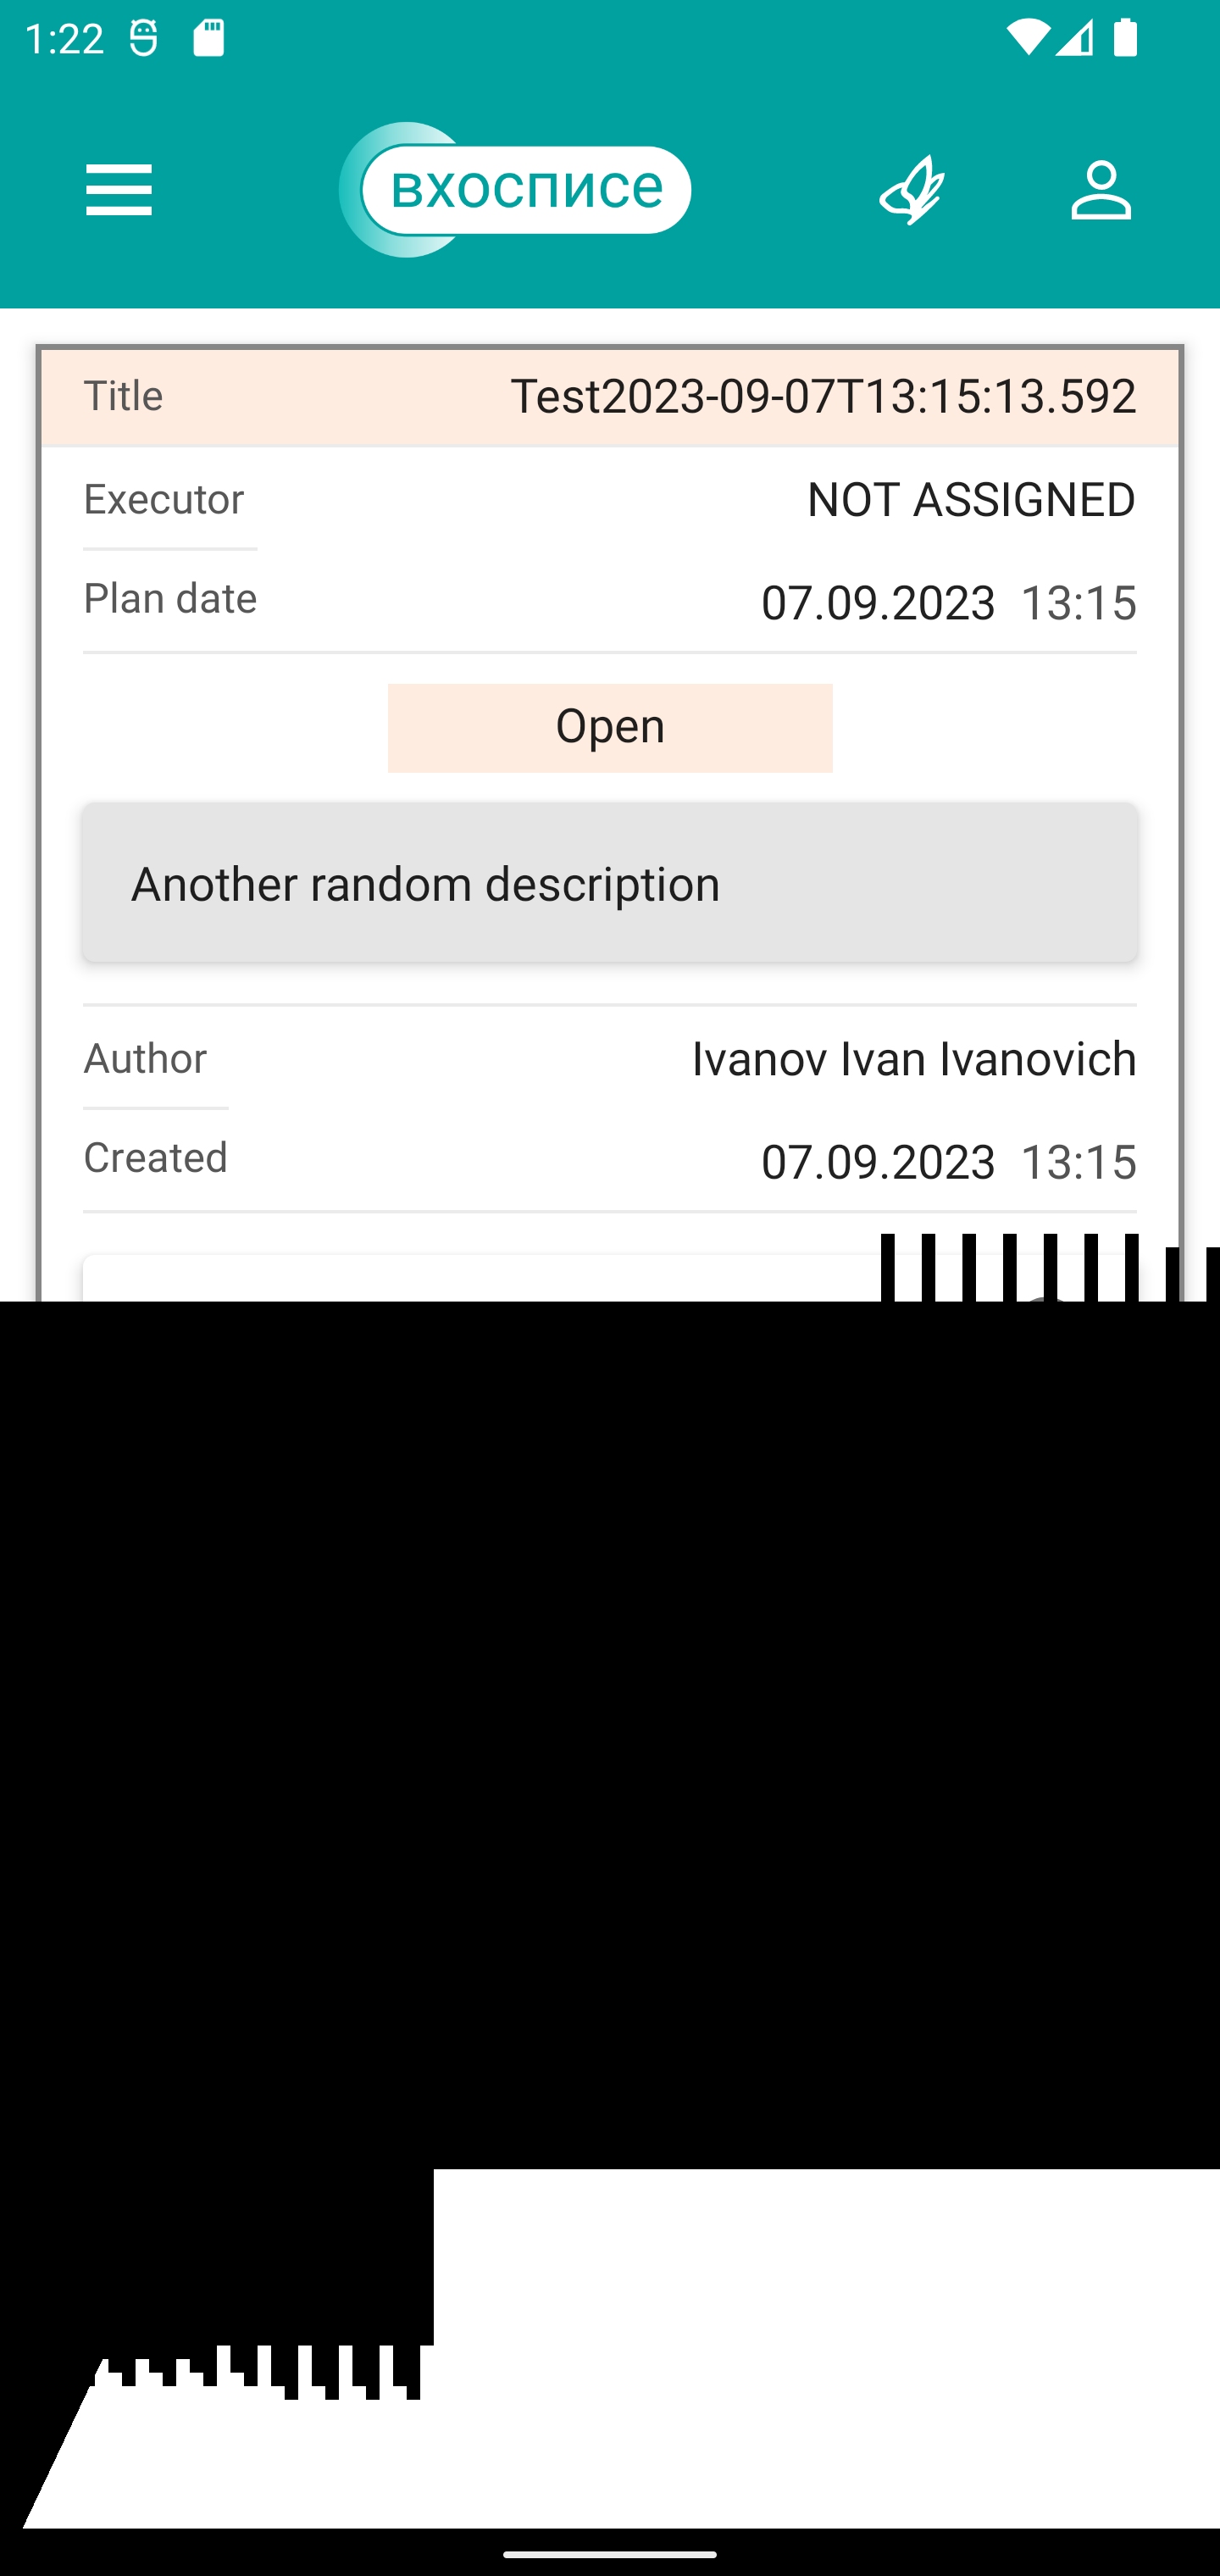 1:22
вхосписе
Title Test2023-09-07T13:15:13.592
Executor NOT ASSIGNED
Plan date 07.09.2023 13:15
Open
Another random description
Author Ivanov Ivan Ivanovich
Created 07.09.2023 13:15